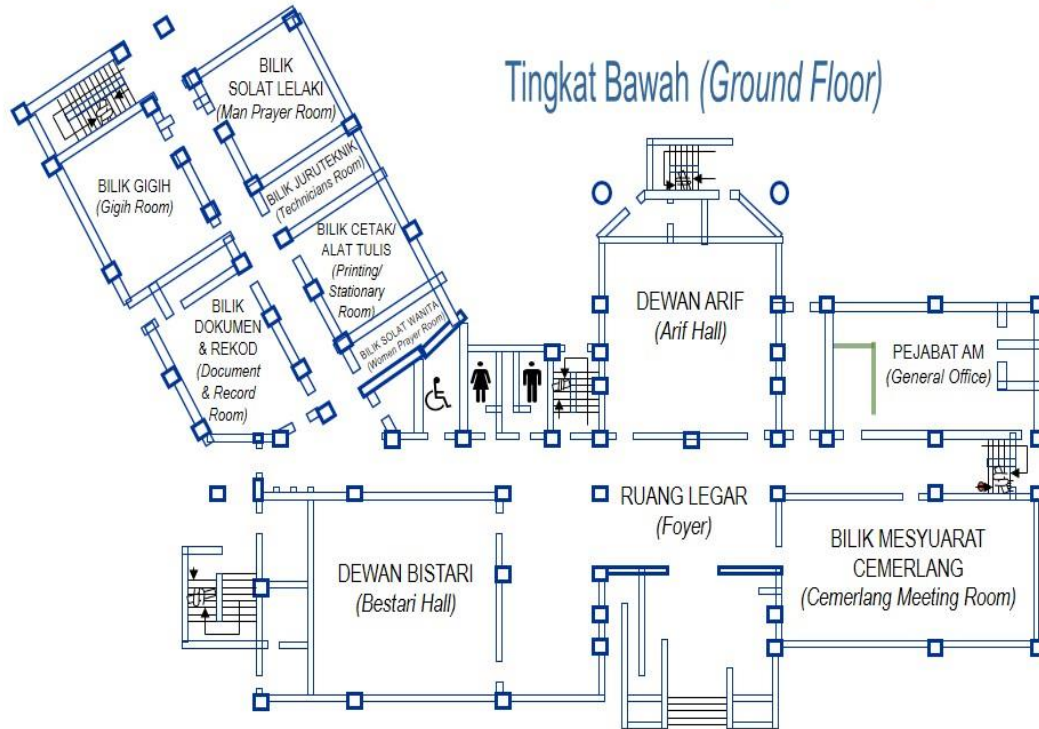 Tingkat Bawah (Ground Floor)
BILIK
SOLAT LELAKI
(Man Prayer Room)
BILIK JURUTEKNIK
(Technicians Room)
BILIK GIGIH
(Gigih Room)
BILIK CETAK/
ALAT TULIS
(Printing/
Stationary
Room)
BILIK SOLAT WANITA
(Women Prayer Room)
BILIK
DOKUMEN
& REKOD
(Document
& Record
Room)
DEWAN ARIF
(Arif Hall)
PEJABAT AM
(General Office)
RUANG LEGAR
(Foyer)
DEWAN BISTARI
(Bestari Hall)
BILIK MESYUARAT
CEMERLANG
(Cemerlang Meeting Room)